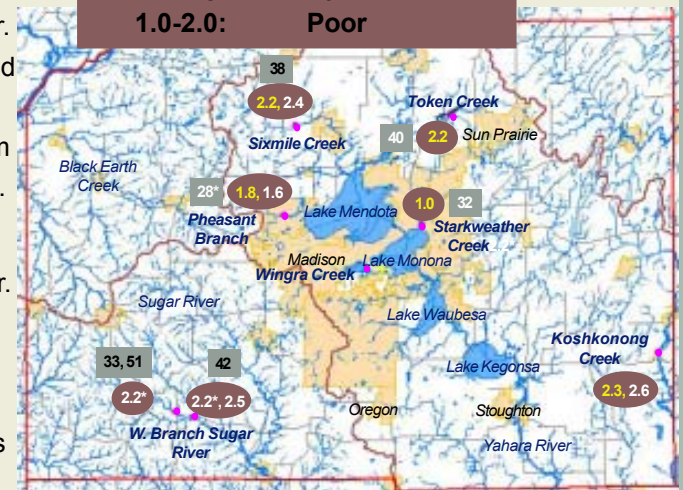 1.0-2.0: Poor
r.
d
m
.
r.
s
38
2.2, 2.4
Sixmile Creek
Token Creek
40
2.2
Sun Prairie
Black Earth
Creek
28*
1.8, 1.6
Pheasant
Branch
Lake Mendota
1.0
32
Starkweather
Creek
Madison
Lake Monona
Wingra Creek
Sugar River
Lake Waubesa
Koshkonong
Creek
33, 51
42
Lake Kegonsa
2.2*
2.2*, 2.5
2.3, 2.6
Oregon
Stoughton
W. Branch Sugar
River
Yahara River